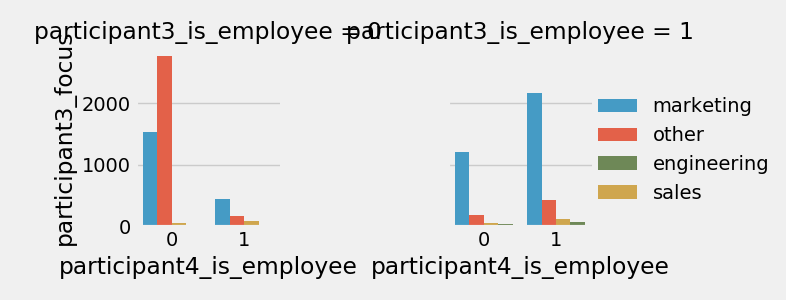 participant3_is_employee = 0
participant3_is_employee = 1
participant3_focus
2000
1000
0
0
1
0
1
participant4_is_employee
participant4_is_employee
marketing
other
engineering
sales